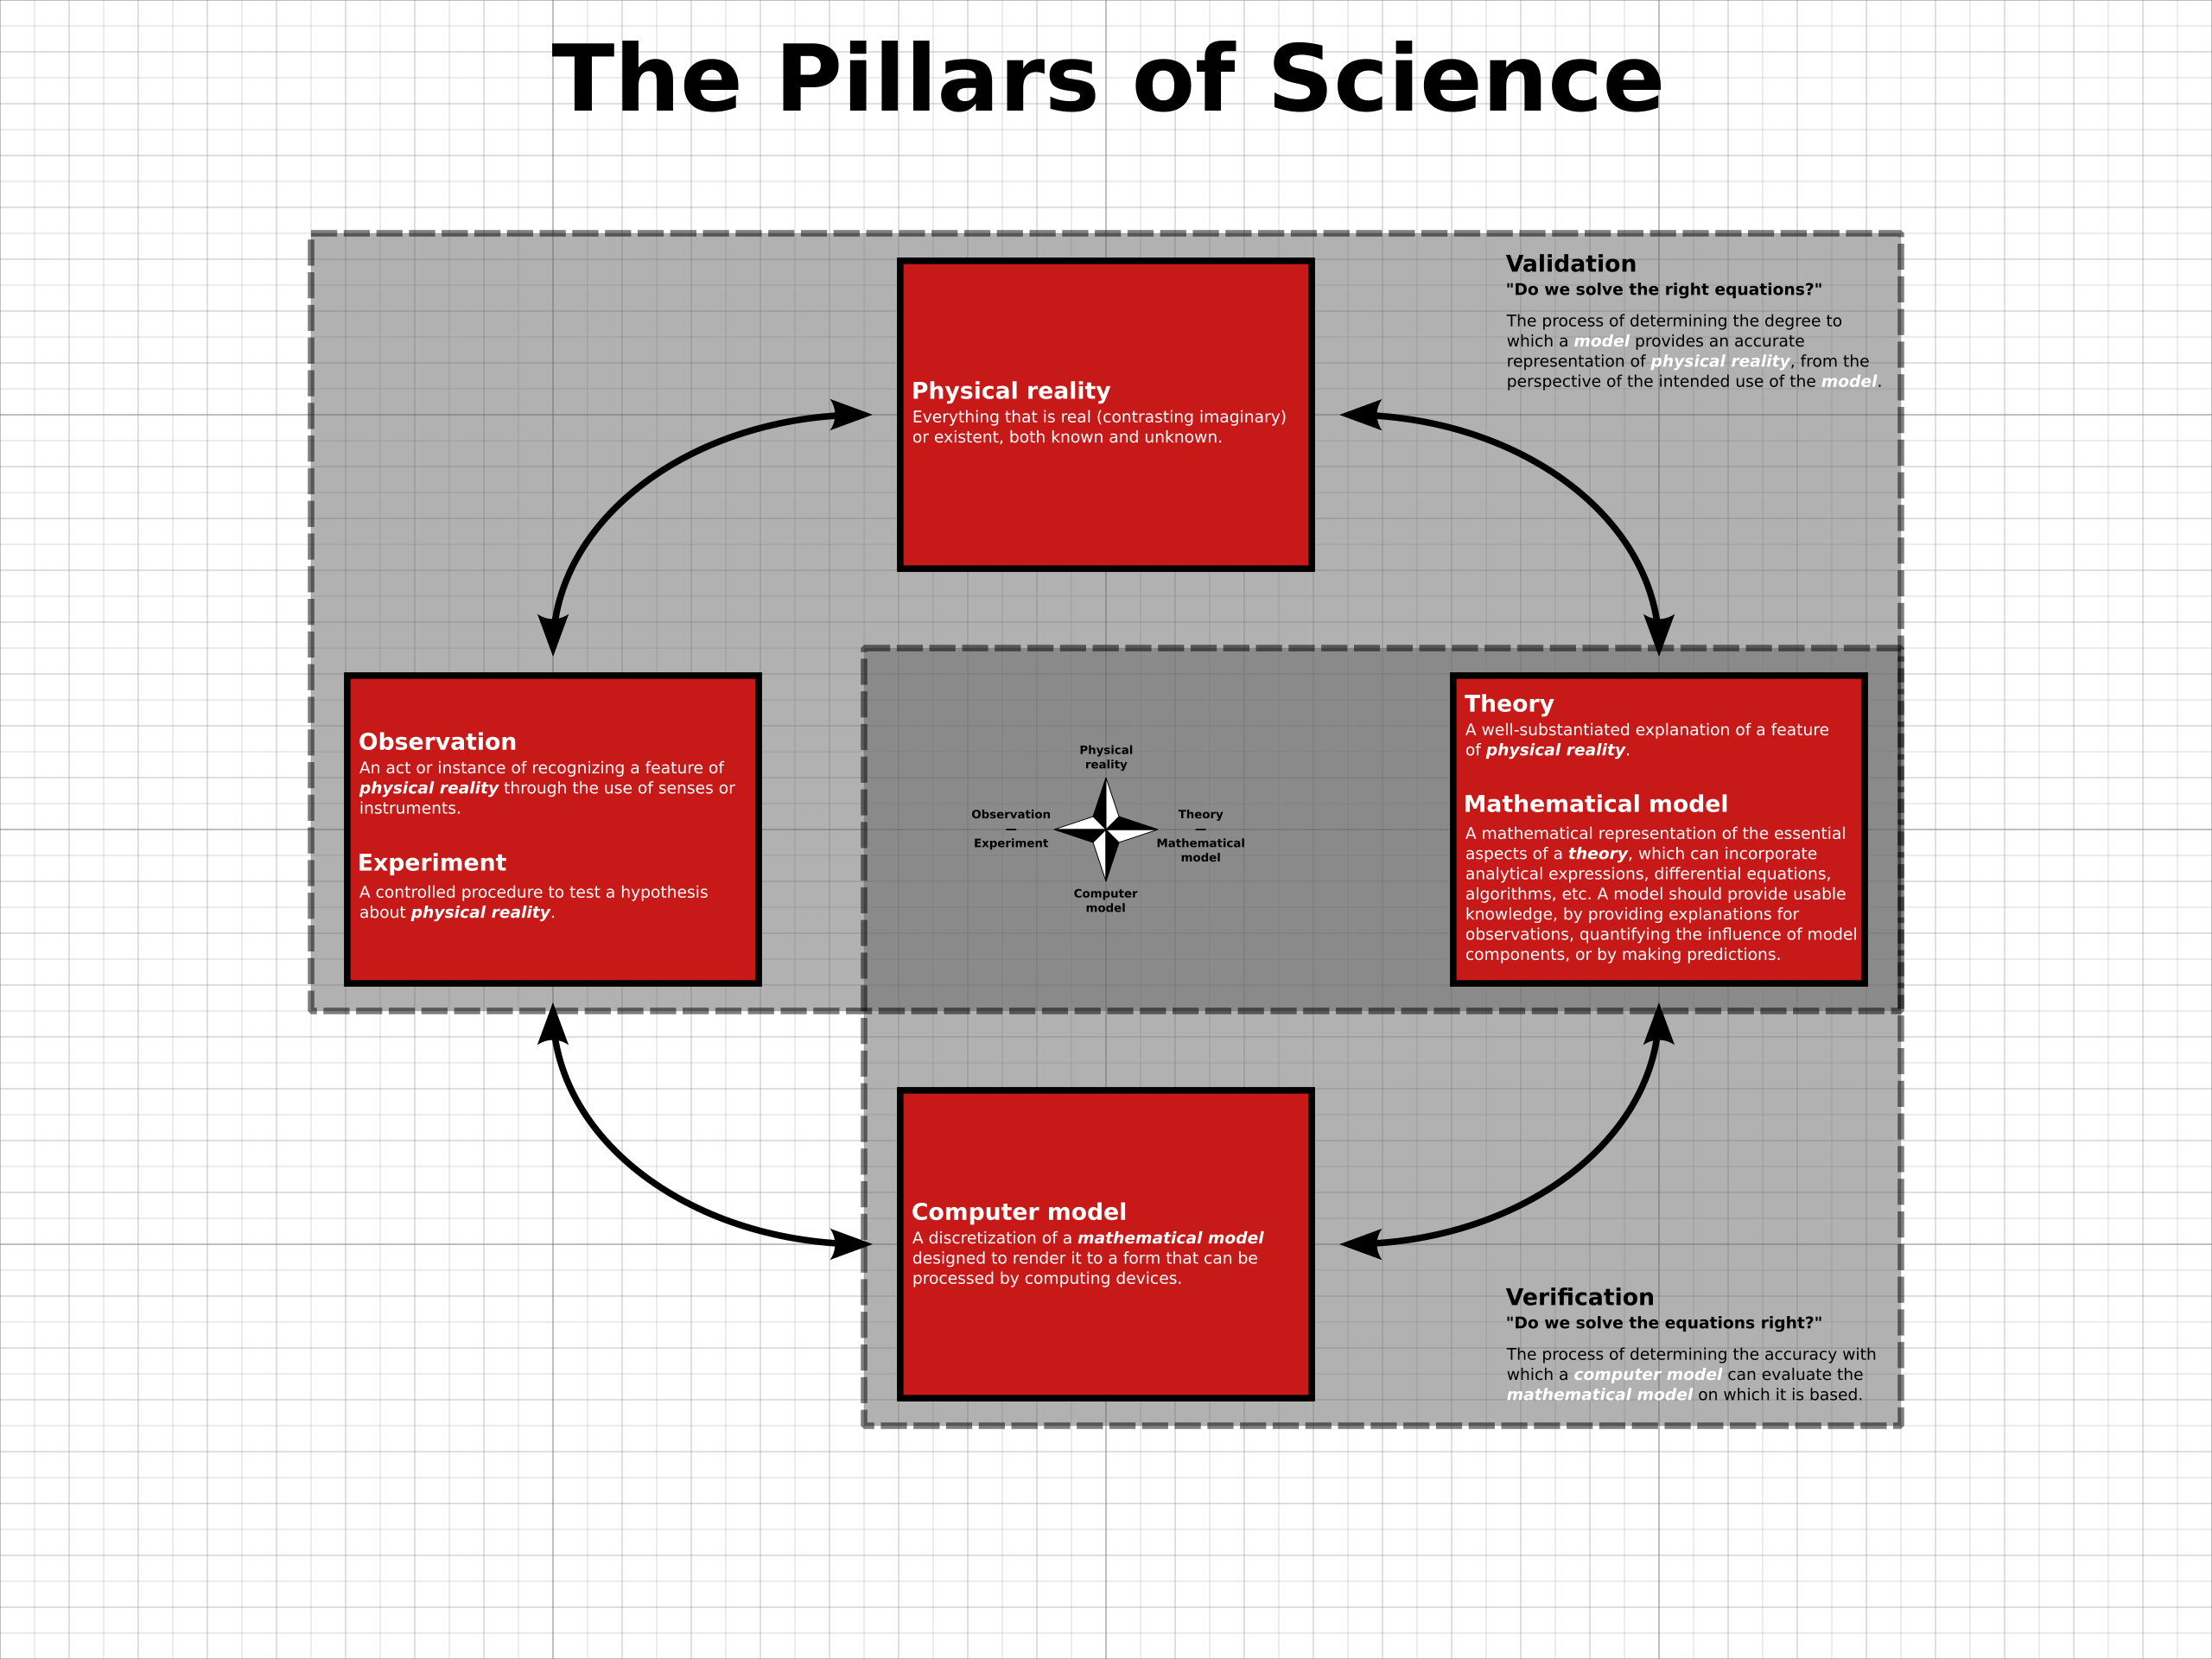 The Pillars of Science
Validation
"Do we solve the right equations?"
The process of determining the degree to
which a model provides an accurate
representation of physical reality, from the
perspective of the intended use of the model.
Physical reality
Everything that is real (contrasting imaginary)
or existent, both known and unknown.
Observation
An act or instance of recognizing a feature of
physical reality through the use of senses or
instruments.
Experiment
A controlled procedure to test a hypothesis
about physical reality.
Physical
reality
Observation
–
Experiment
Theory
–
Mathematical
model
Computer
model
Theory
A well-substantiated explanation of a feature
of physical reality.
Mathematical model
A mathematical representation of the essential
aspects of a theory, which can incorporate
analytical expressions, differential equations,
algorithms, etc. A model should provide usable
knowledge, by providing explanations for
observations, quantifying the influence of model
components, or by making predictions.
Computer model
A discretization of a mathematical model
designed to render it to a form that can be
processed by computing devices.
Verification
"Do we solve the equations right?"
The process of determining the accuracy with
which a computer model can evaluate the
mathematical model on which it is based.